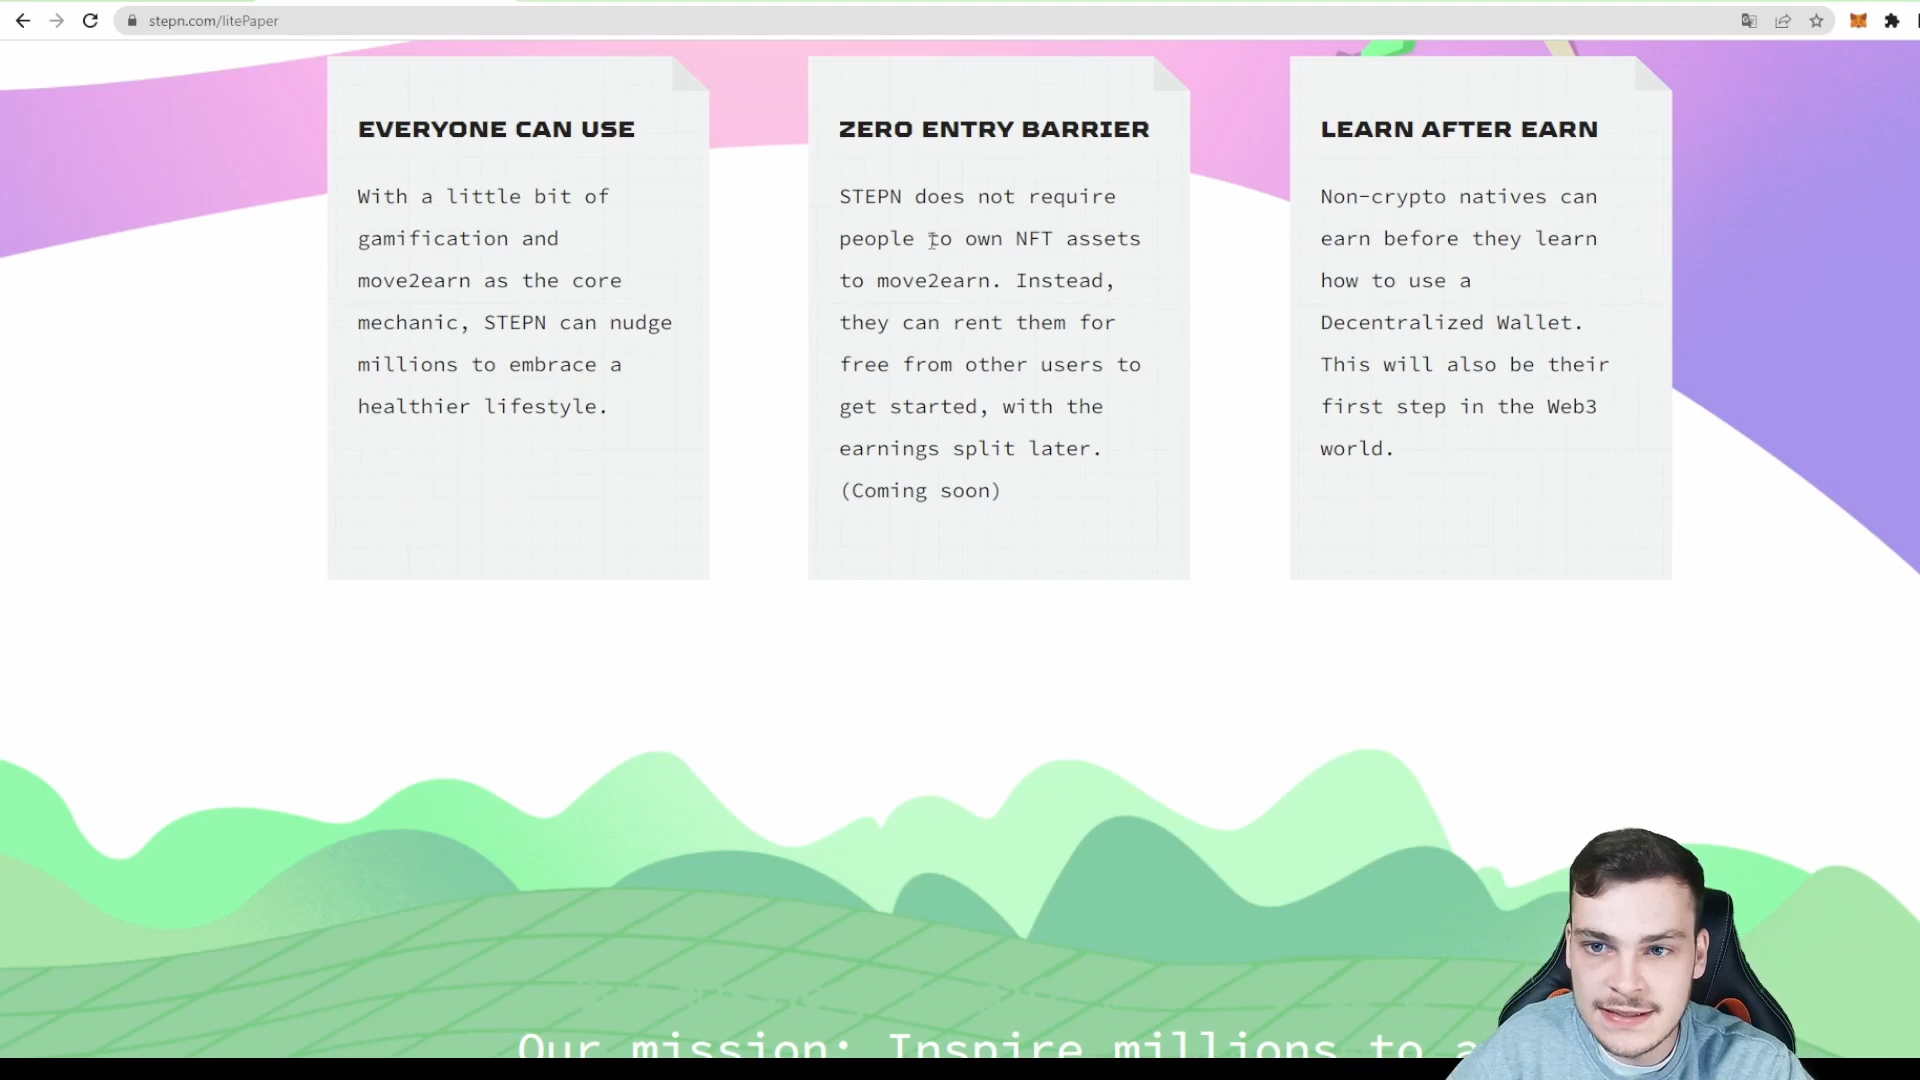 stepn.com/litePaper
EVERYONE CAN USE
With a little bit of
gamification and
move2earn as the core
mechanic, STEPN can nudge
millions to embrace a
healthier lifestyle.
ZERO ENTRY BARRIER
STEPN does not require
people to own NFT assets
to move2earn. Instead,
they can rent them for
free from other users to
get started, with the
earnings split later.
(Coming soon)
LEARN AFTER EARN
Non-crypto natives can
earn before they learn
how to use a
Decentralized Wallet.
This will also be their
first step in the Web3
world.
Our mission: Inspire millions to a